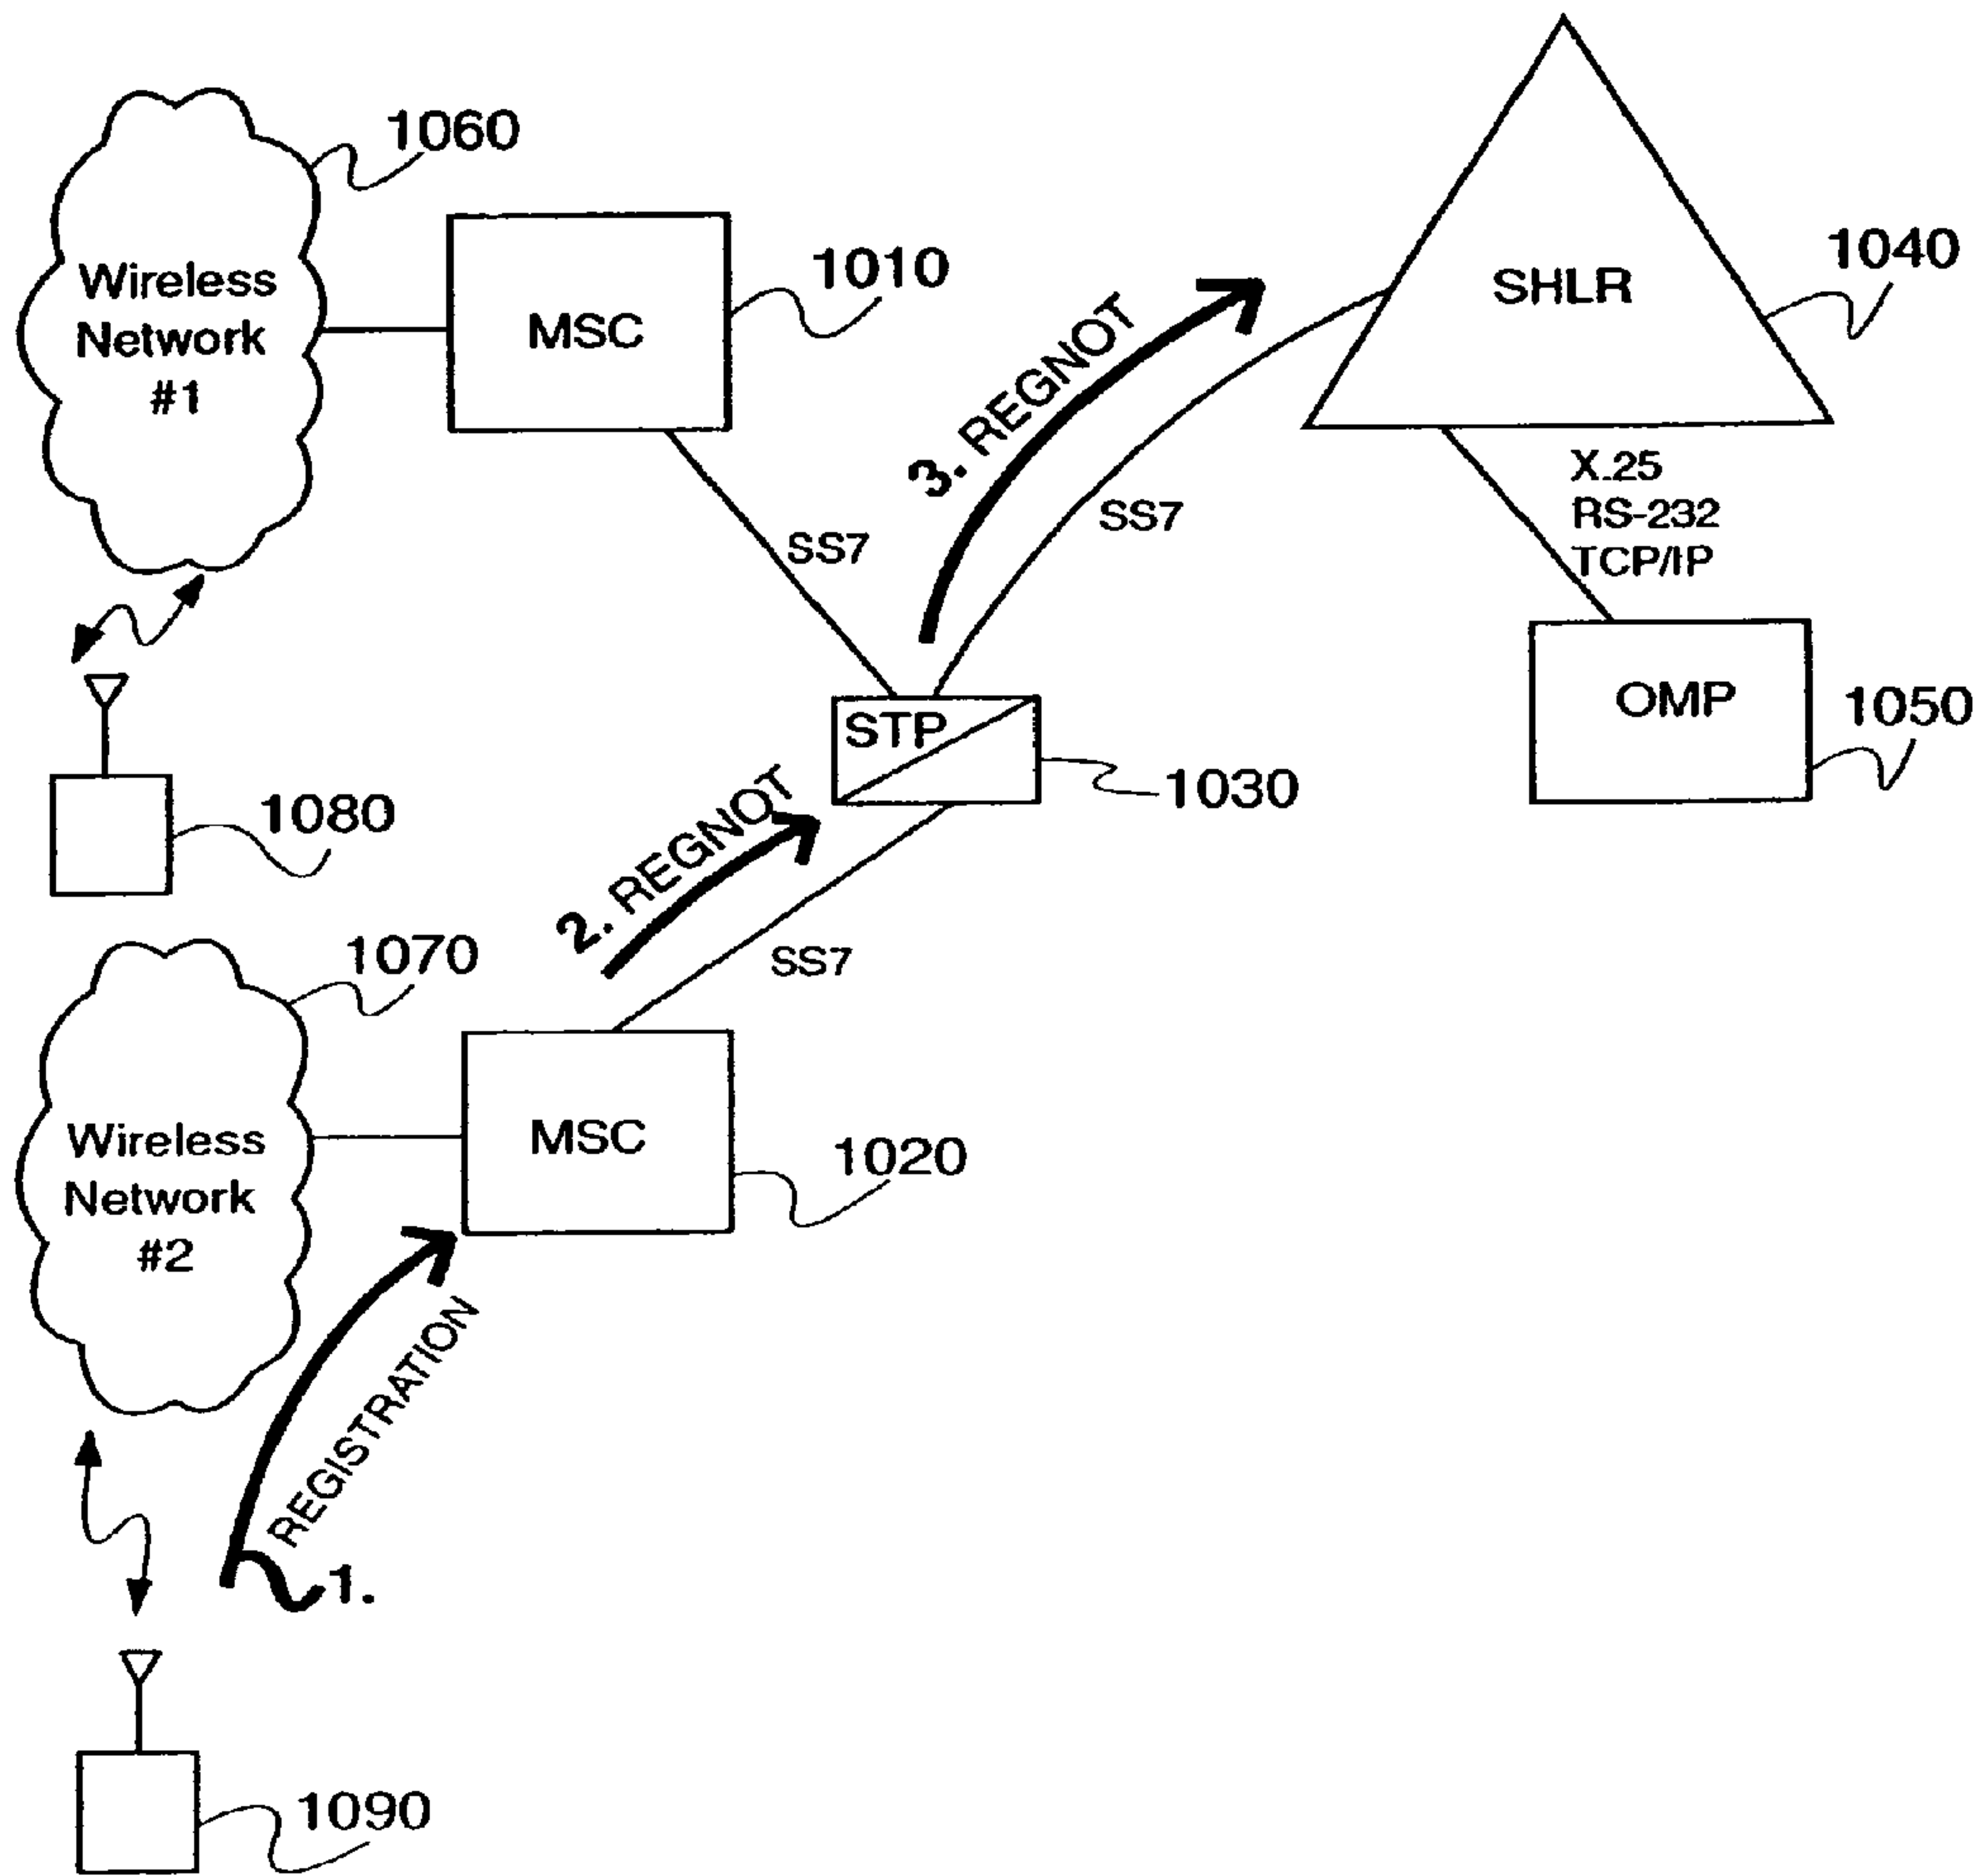 1060
Wireless
Network
#1
MSC
1010
3. REGNOT
SHLR
1040
X.25
RS-232
TCP/IP
SS7
SS7
OMP
1050
STP
1030
1080
2. REGNOT
SS7
1070
Wireless
Network
#2
MSC
1020
REGISTRATION
1.
1090